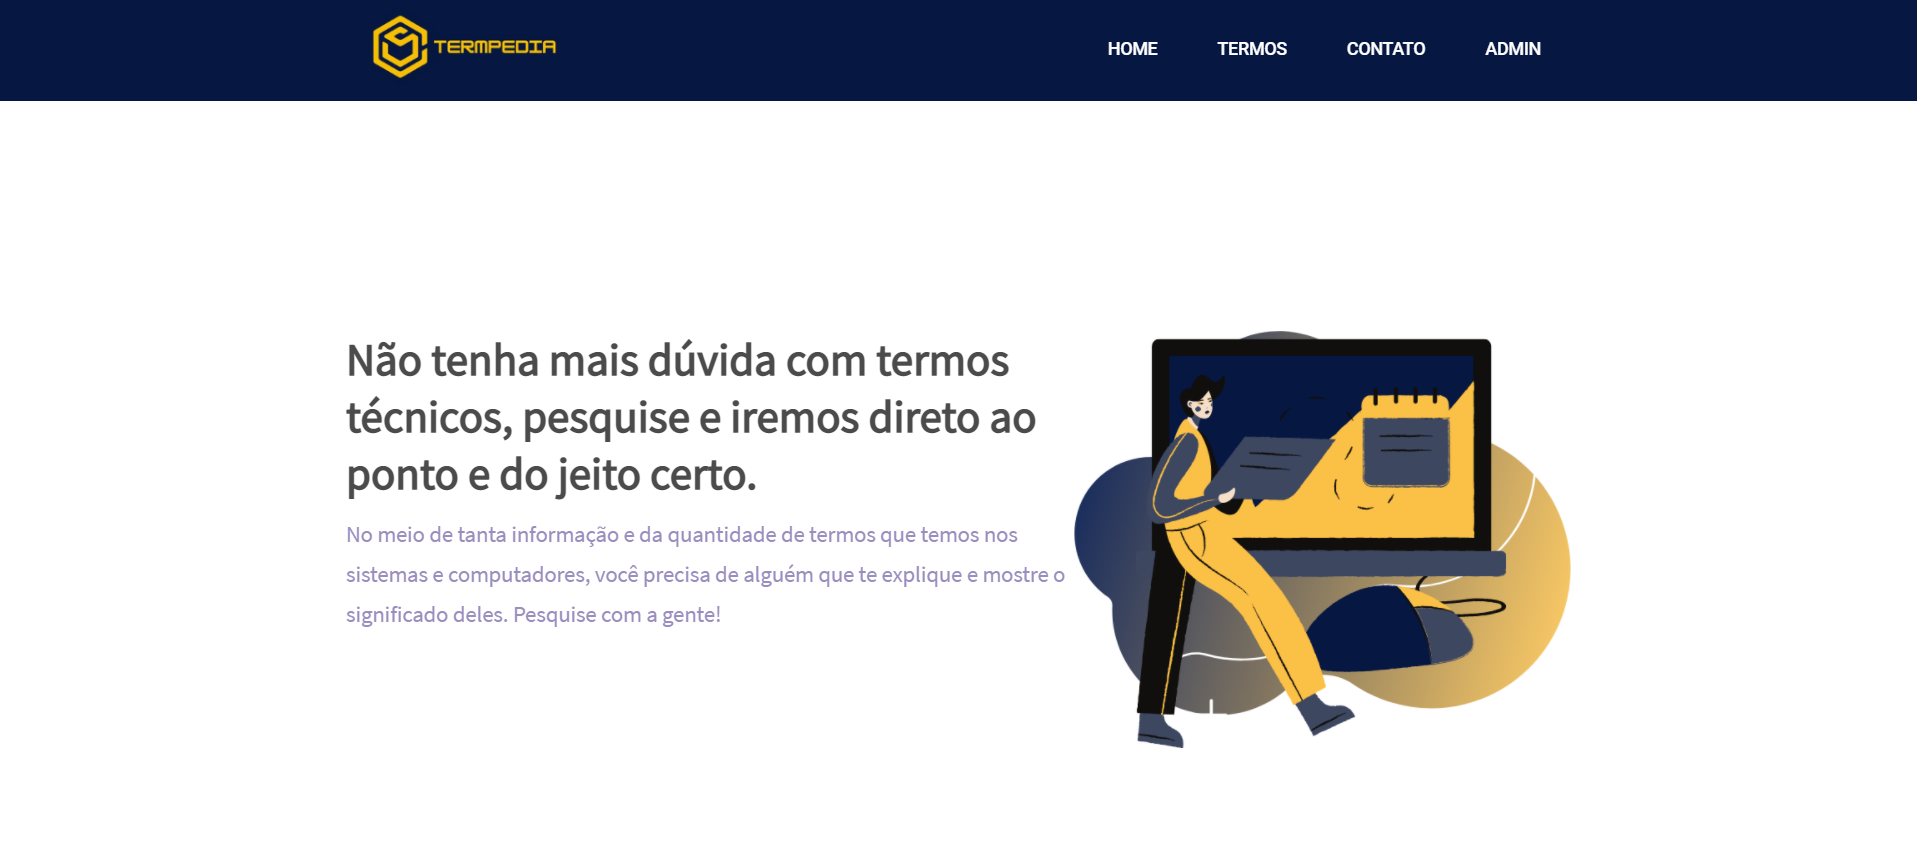 TERMPEDIA
HOME TERMOS CONTATO ADMIN
Não tenha mais dúvida com termos
técnicos, pesquise e iremos direto ao
ponto e do jeito certo.
No meio de tanta informação e da quantidade de termos que temos nos
sistemas e computadores, você precisa de alguém que te explique e mostre o
significado deles. Pesquise com a gente!